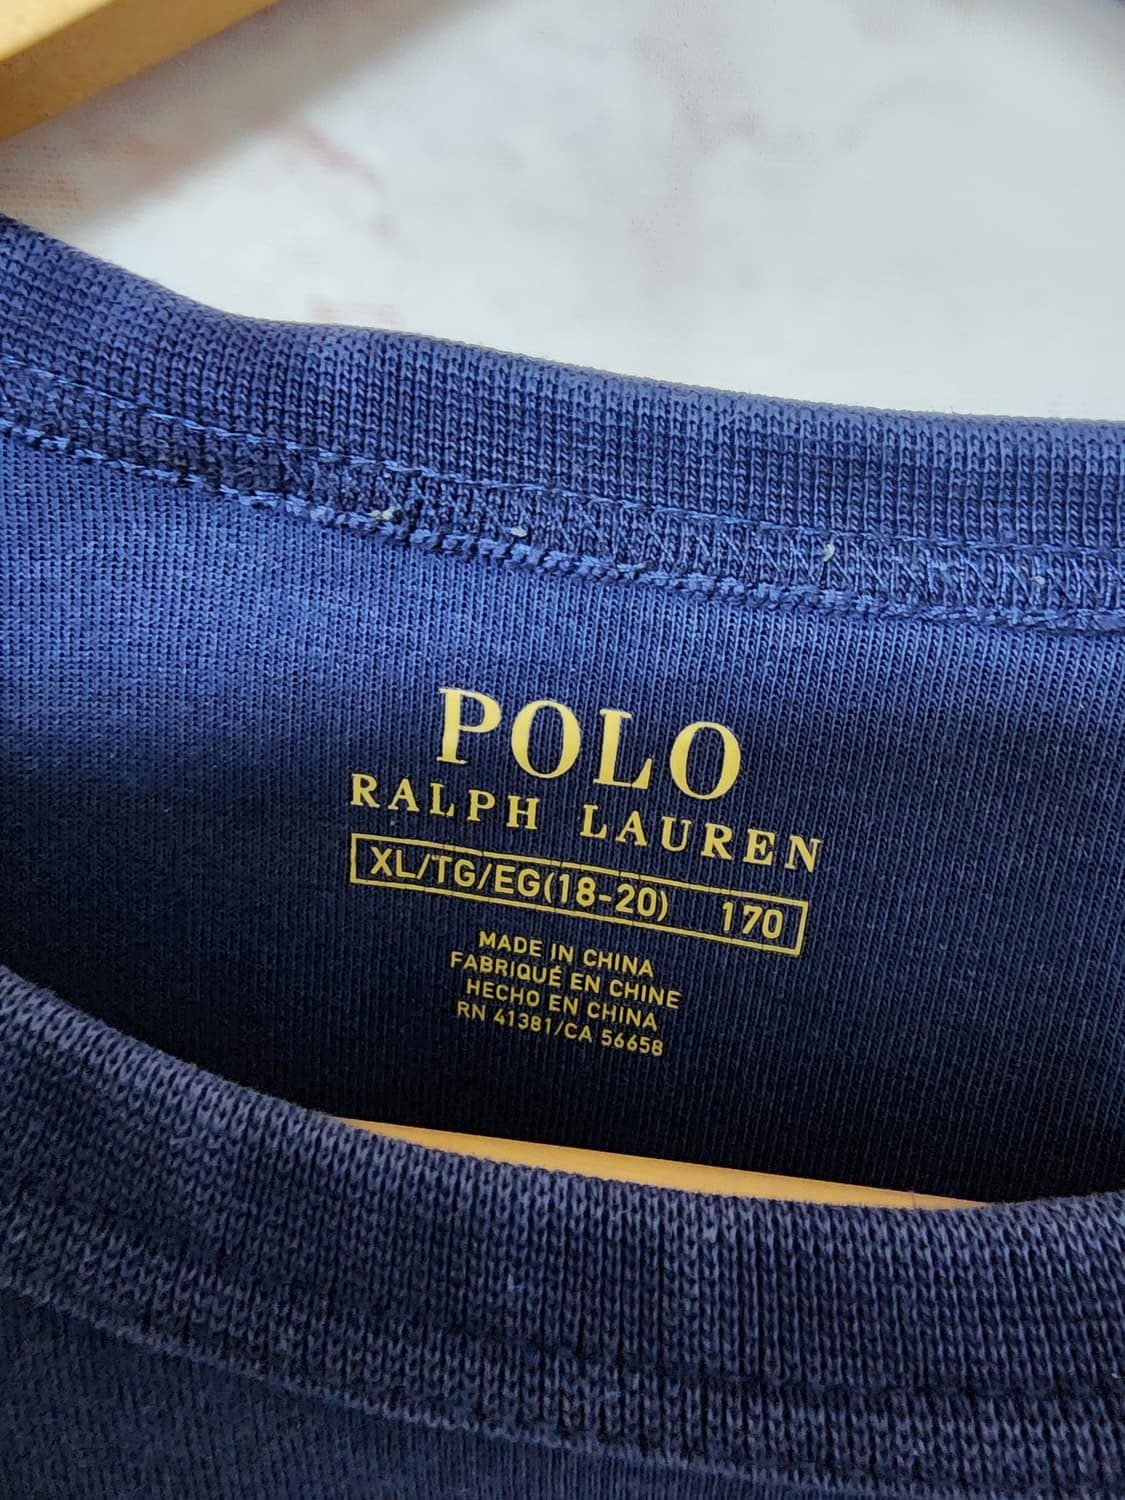 POLO
RALPH LAUREN
XL/TG/EG(18-20) 170
MADE IN CHINA
FABRIQUÉ EN CHINE
HECHO EN CHINA
RN 41381/CA 56658